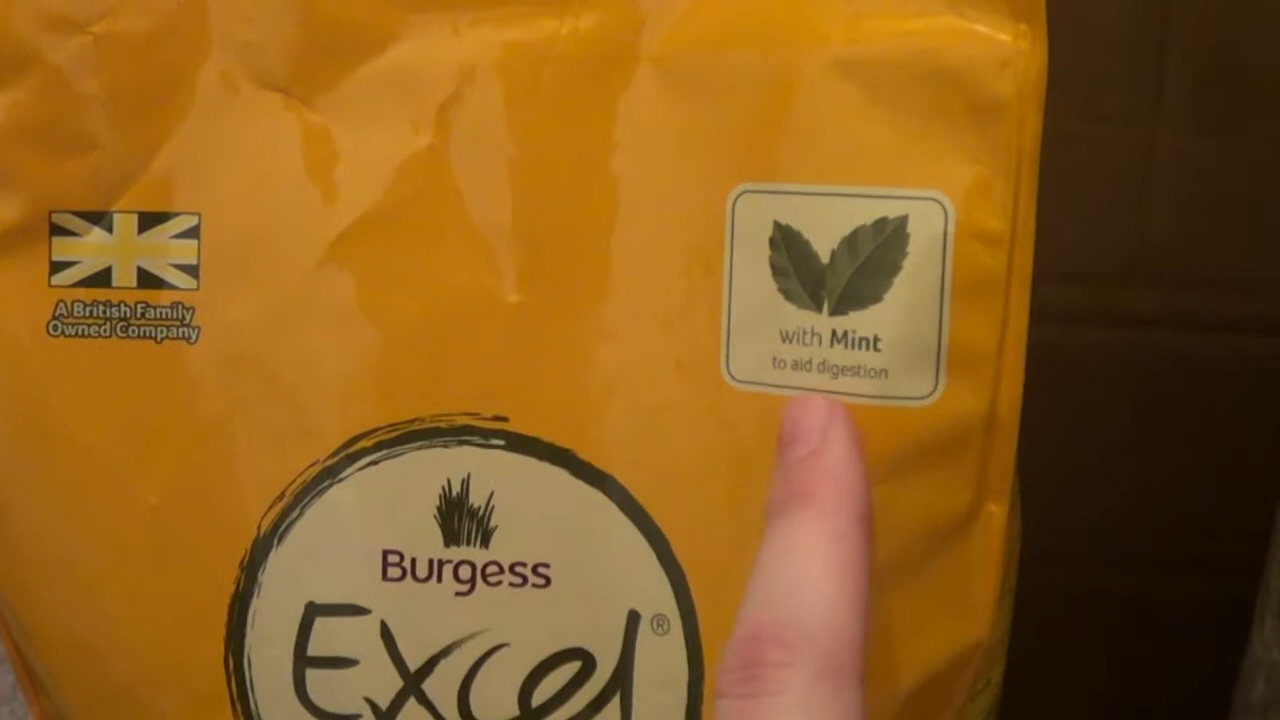 A British Family
Owned Company
with Mint
to aid digestion
Burgess
Excel®